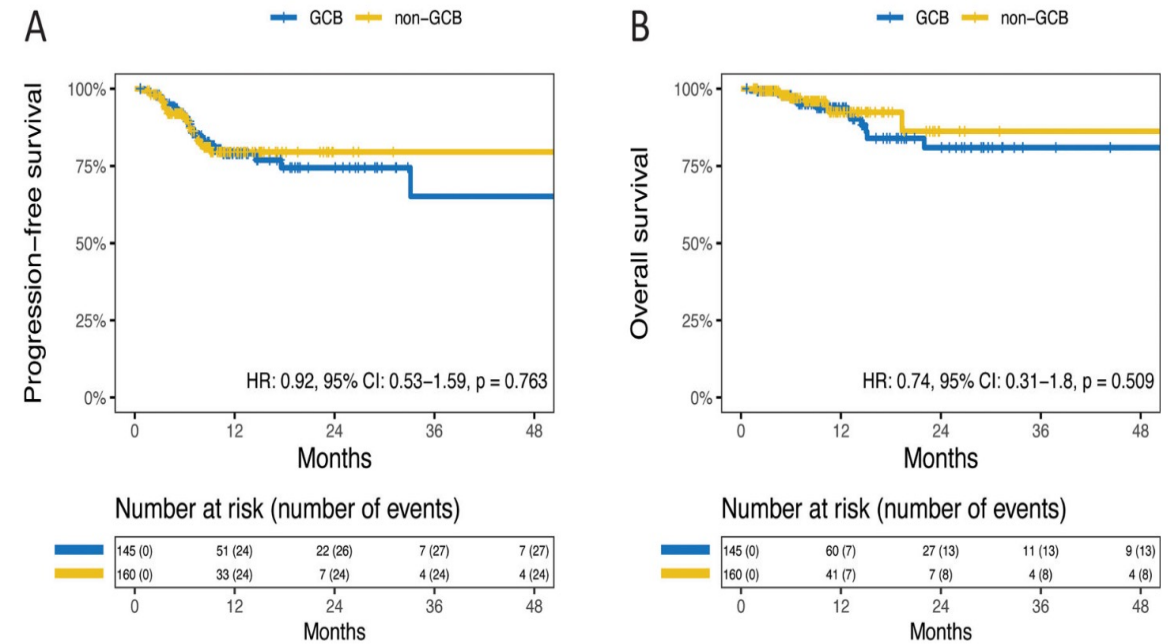 A
GCB non-GCB
Progression-free survival
100%
75%
50%
25%
0%
HR: 0.92, 95% CI: 0.53-1.59, p = 0.763
0 12 24 36 48
Months
Number at risk (number of events)
145 (0) 51 (24) 22 (26) 7 (27) 7 (27)
160 (0) 33 (24) 7 (24) 4 (24) 4 (24)
0 12 24 36 48
Months
B
GCB non-GCB
Overall survival
100%
75%
50%
25%
0%
HR: 0.74, 95% CI: 0.31-1.8, p = 0.509
0 12 24 36 48
Months
Number at risk (number of events)
145 (0) 60 (7) 27 (13) 11 (13) 9 (13)
160 (0) 41 (7) 7 (8) 4 (8) 4 (8)
0 12 24 36 48
Months